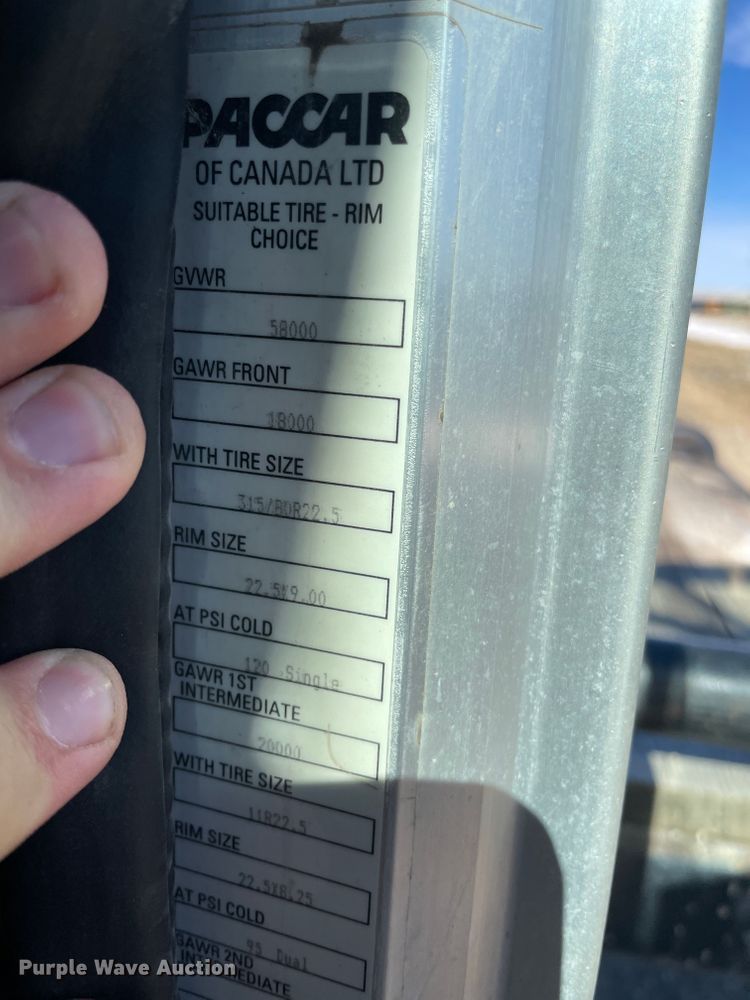 PACCAR
OF CANADA LTD
SUITABLE TIRE - RIM
CHOICE
GVWR
58000
GAWR FRONT
18000
WITH TIRE SIZE
315/80R22.5
RIM SIZE
22.5X9.00
AT PSI COLD
120 Single
GAWR 1ST
INTERMEDIATE
20000
WITH TIRE SIZE
11R22.5
RIM SIZE
22.5X8.25
AT PSI COLD
95 Dual
GAWR 2ND
INTERMEDIATE
Purple Wave Auction